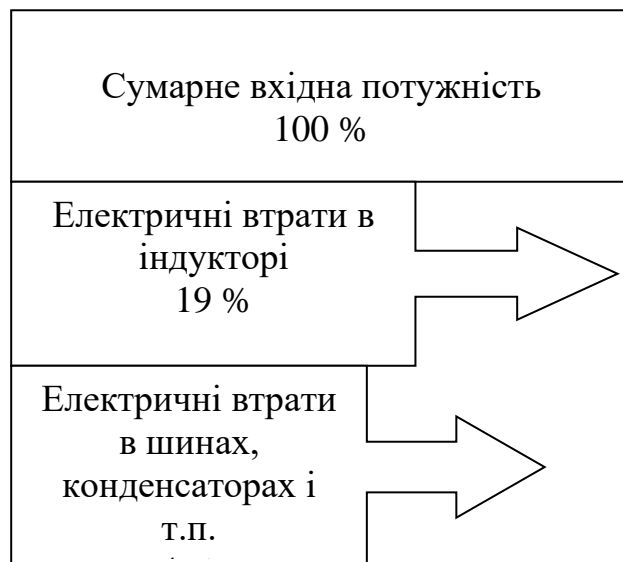 Сумарне вхідна потужність
100 %
Електричні втрати в
індукторі
19 %
Електричні втрати
в шинах,
конденсаторах і
т.п.